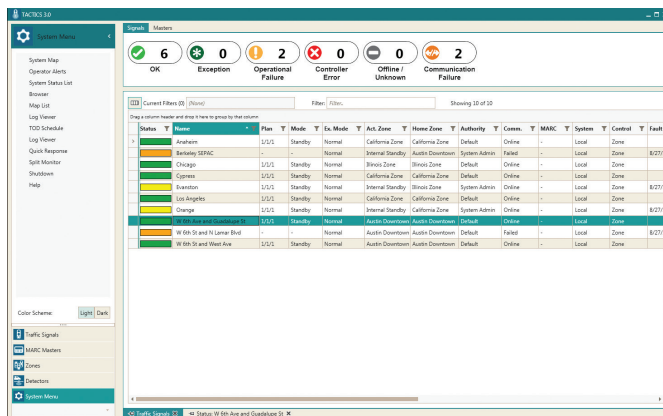 TACTICS 3.0
System Menu
System Map
Operator Alerts
System Status List
Browser
Map List
Log Viewer
TOD Schedule
Log Viewer
Quick Response
Split Monitor
Shutdown
Help
Color Scheme: Light Dark
Traffic Signals
MARC Masters
Zones
Detectors
System Menu
Signals Masters
6 OK
0 Exception
2 Operational Failure
0 Controller Error
0 Offline / Unknown
2 Communication Failure
Current Filters (0) (None) Filter: Filter. Showing 10 of 10
Drag a column header and drop it here to group by that column
Status Name Plan Mode Ex. Mode Act. Zone Home Zone Authority Comm. MARC System Control Fault
Anaheim 1/1/1 Standby Normal California Zone California Zone Default Online - Local Zone
Berkeley SEPAC - - Normal Internal Standby Austin Downtown System Admin Failed - Local Zone 8/27/
Chicago 1/1/1 Standby Normal Illinois Zone Illinois Zone Default Online - Local Zone
Cypress 1/1/1 Standby Normal California Zone California Zone Default Online - Local Zone
Evanston 1/1/1 Standby Normal Internal Standby Illinois Zone System Admin Online - Local Zone 8/27/
Los Angeles 1/1/1 Standby Normal California Zone California Zone Default Online - Local Zone
Orange 1/1/1 Standby Normal Internal Standby California Zone System Admin Online - Local Zone 8/27/
W 6th Ave and Guadalupe St 1/1/1 Standby Normal Austin Downtown Austin Downtown Default Online - Local Zone
W 6th St and N Lamar Blvd - - Normal Austin Downtown Austin Downtown Default Failed - Local Zone 8/27/
W 6th St and West Ave 1/1/1 Standby Normal Austin Downtown Austin Downtown Default Online - Local Zone
Traffic Signals Status: W 6th Ave and Guadalupe St